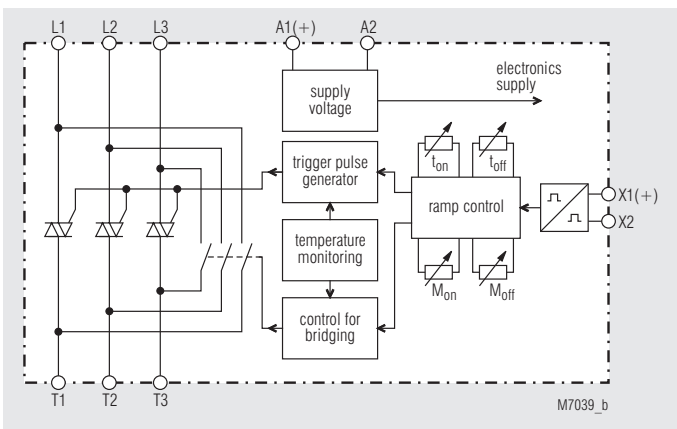 L1 L2 L3 A1(+) A2
electronics
supply
supply
voltage
ton toff
trigger pulse
generator
ramp control
X1(+)
X2
temperature
monitoring
Mon Moff
control for
bridging
T1 T2 T3
M7039_b